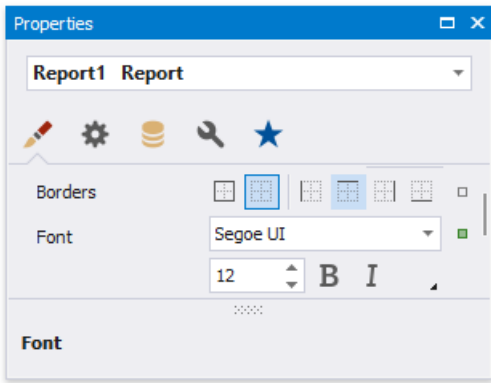 Properties
Report1 Report
Borders
Font
Segoe UI
12
B I
Font